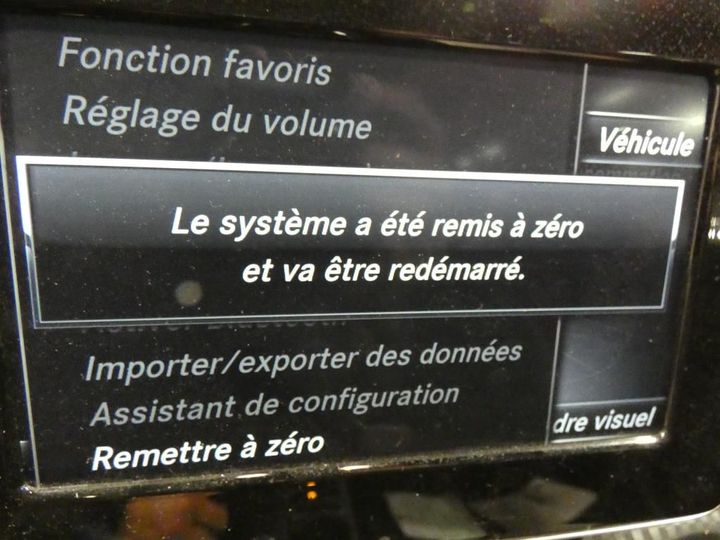 Fonction favoris
Réglage du volume
Véhicule
Le système a été remis à zéro
et va être redémarré.
Importer/exporter des données
Assistant de configuration
Remettre à zéro
dre visuel